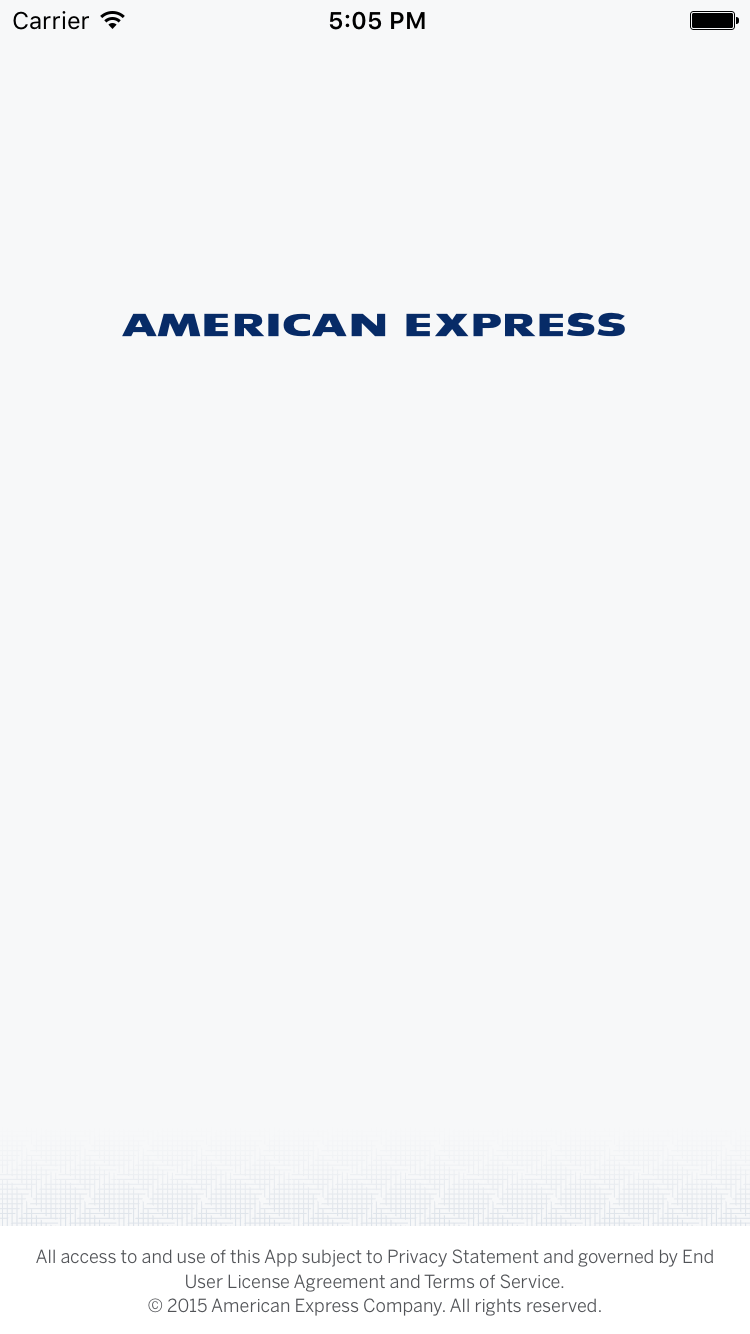 Carrier 5:05 PM
AMERICAN EXPRESS
All access to and use of this App subject to Privacy Statement and governed by End
User License Agreement and Terms of Service.
© 2015 American Express Company. All rights reserved.